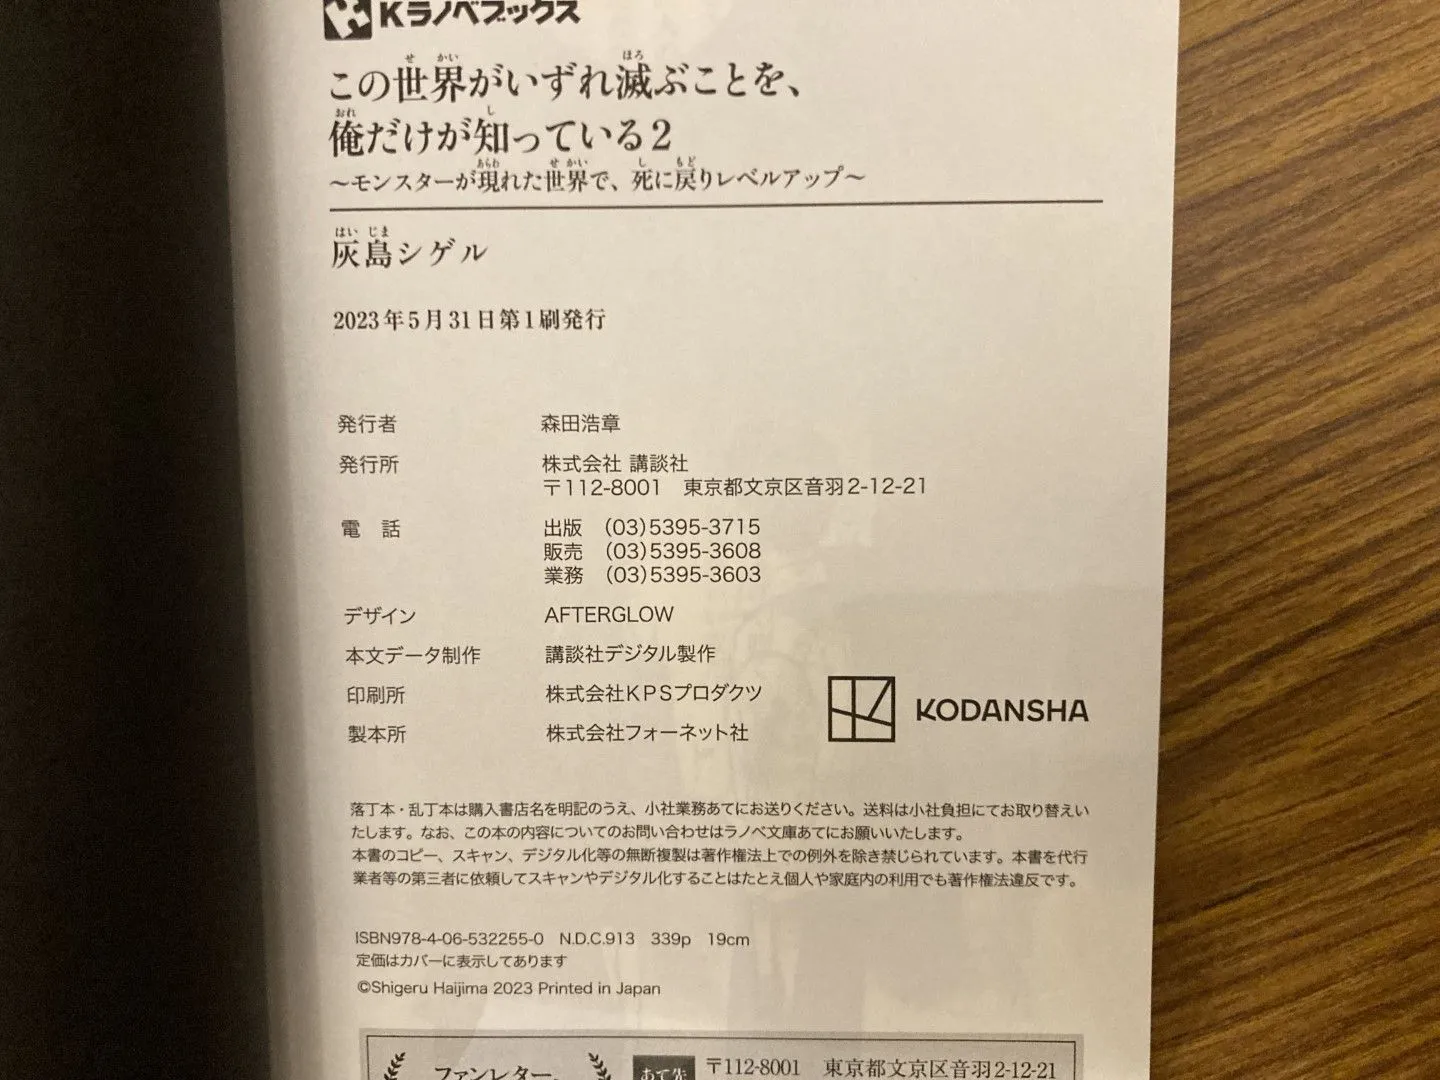 Kラノベブックス
この世界がいずれ滅ぶことを、
俺だけが知っている2
～モンスターが現れた世界で、死に戻りレベルアップ～
灰島シゲル
2023年5月31日第1刷発行
発行者 森田浩章
発行所 株式会社 講談社
〒112-8001 東京都文京区音羽2-12-21
電 話 出版 (03)5395-3715
販売 (03)5395-3608
業務 (03)5395-3603
デザイン AFTERGLOW
本文データ制作 講談社デジタル製作
印刷所 株式会社KPSプロダクツ
製本所 株式会社フォーネット社
KODANSHA
落丁本・乱丁本は購入書店名を明記のうえ、小社業務あてにお送りください。送料は小社負担にてお取り替えい
たします。なお、この本の内容についてのお問い合わせはラノベ文庫あてにお願いいたします。
本書のコピー、スキャン、デジタル化等の無断複製は著作権法上での例外を除き禁じられています。本書を代行
業者等の第三者に依頼してスキャンやデジタル化することはたとえ個人や家庭内の利用でも著作権法違反です。
ISBN978-4-06-532255-0 N.D.C.913 339p 19cm
定価はカバーに表示してあります
©Shigeru Haijima 2023 Printed in Japan
ファンレター、
あて先 〒112-8001 東京都文京区音羽2-12-21